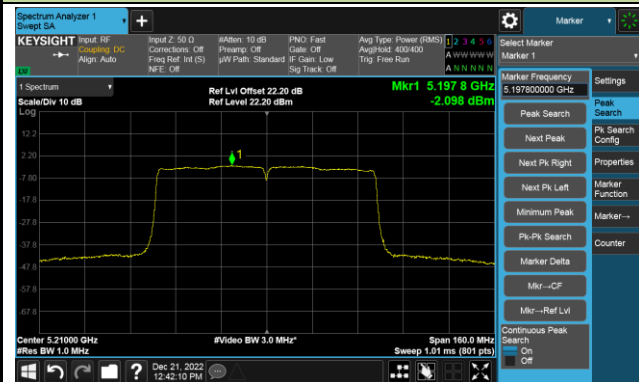 Spectrum Analyzer 1
Swept SA
+
Marker
KEYSIGHT
Input: RF
Coupling: DC
Align: Auto
Input Z: 50 Ω
Corrections: Off
Freq Ref: Int (S)
NFE: Off
#Atten: 10 dB
Preamp: Off
µW Path: Standard
PNO: Fast
Gate: Off
IF Gain: Low
Sig Track: Off
Avg Type: Power (RMS)
Avg|Hold: 400/400
Trig: Free Run
1 2 3 4 5 6
A W W W W W
A N N N N N
LXI
Select Marker
Marker 1
1 Spectrum
Scale/Div 10 dB
Log
Ref Lvl Offset 22.20 dB
Ref Level 22.20 dBm
Mkr1 5.197 8 GHz
-2.098 dBm
12.2
2.20
-7.80
-17.8
-27.8
-37.8
-47.8
-57.8
-67.8
1
Center 5.21000 GHz
#Res BW 1.0 MHz
#Video BW 3.0 MHz*
Span 160.0 MHz
Sweep 1.01 ms (801 pts)
Marker Frequency
5.197800000 GHz
Peak Search
Next Peak
Next Pk Right
Next Pk Left
Minimum Peak
Pk-Pk Search
Marker Delta
Mkr→CF
Mkr→Ref Lvl
Continuous Peak
Search
On
Off
Settings
Peak
Search
Pk Search
Config
Properties
Marker
Function
Marker→
Counter
?
Dec 21, 2022
12:42:10 PM